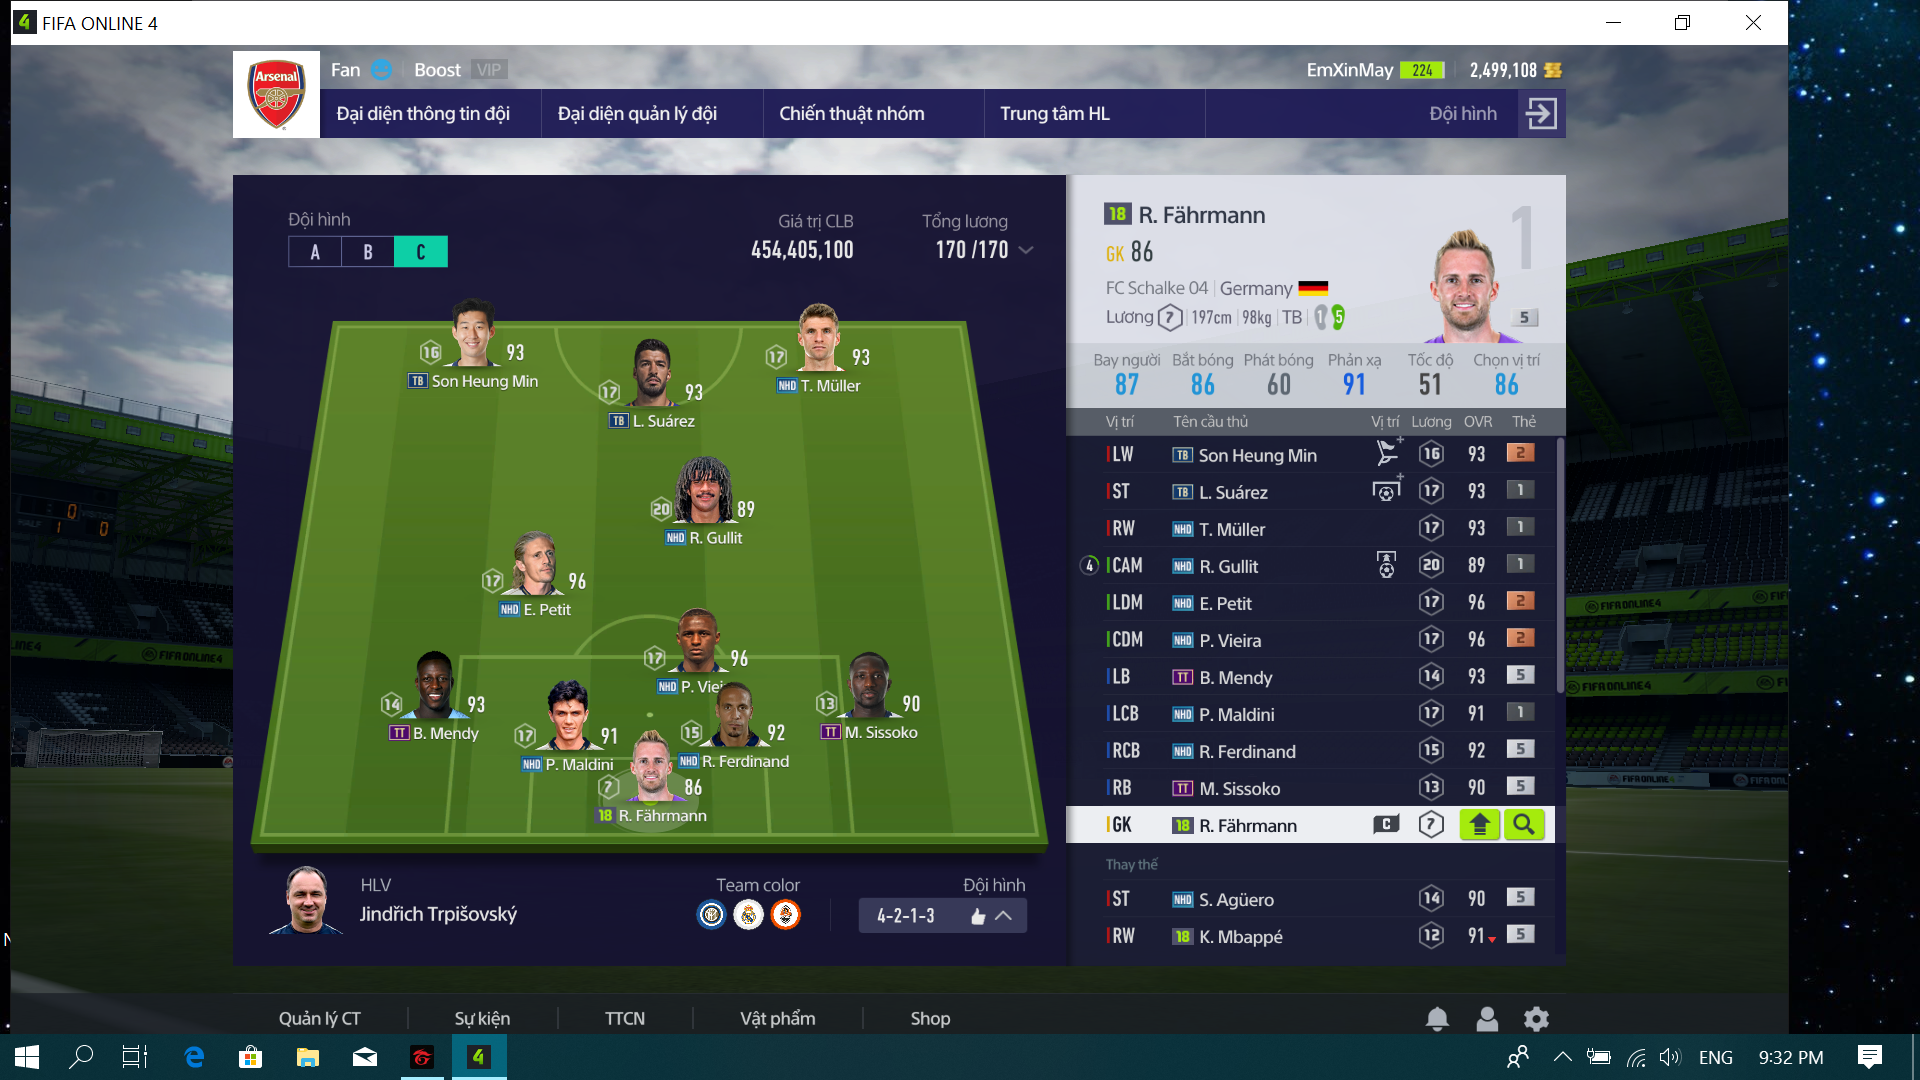 FIFA ONLINE 4
Arsenal
Fan Boost VIP
EmXinMay 224 2,499,108
Đại diện thông tin đội
Đại diện quản lý đội
Chiến thuật nhóm
Trung tâm HL
Đội hình
Đội hình
A B C
Giá trị CLB
454,405,100
Tổng lương
170 /170
16 93
TB Son Heung Min
17 93
TB L. Suárez
17 93
NHD T. Müller
20 89
NHD R. Gullit
17 96
NHD E. Petit
17 96
NHD P. Viei
14 93
TT B. Mendy
17 91
NHD P. Maldini
15 92
NHD R. Ferdinand
13 90
TT M. Sissoko
7 86
18 R. Fährmann
HLV
Jindřich Trpišovský
Team color
Đội hình
4-2-1-3
18 R. Fährmann
1
GK 86
FC Schalke 04 Germany
Lương 7 197cm 98kg TB 1 5
5
Bay người Bắt bóng Phát bóng Phản xạ Tốc độ Chọn vị trí
87 86 60 91 51 86
Vị trí Tên cầu thủ Vị trí Lương OVR Thẻ
LW TB Son Heung Min 16 93 2
ST TB L. Suárez 17 93 1
RW NHD T. Müller 17 93 1
4 CAM NHD R. Gullit 20 89 1
LDM NHD E. Petit 17 96 2
CDM NHD P. Vieira 17 96 2
LB TT B. Mendy 14 93 5
LCB NHD P. Maldini 17 91 1
RCB NHD R. Ferdinand 15 92 5
RB TT M. Sissoko 13 90 5
GK 18 R. Fährmann C 7
Thay thế
ST NHD S. Agüero 14 90 5
RW 18 K. Mbappé 12 91 5
Quản lý CT
Sự kiện
TTCN
Vật phẩm
Shop
ENG 9:32 PM